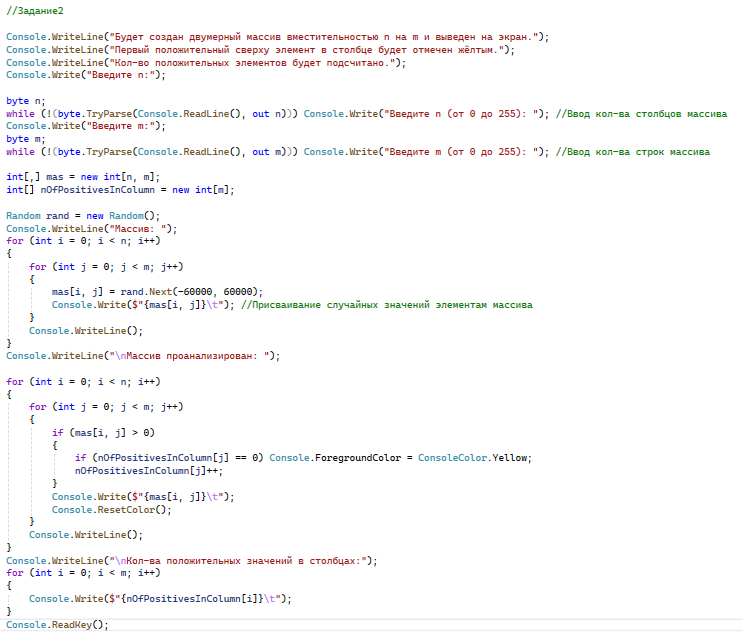 //Задание2
Console.WriteLine("Будет создан двумерный массив вместительностью n на m и выведен на экран.");
Console.WriteLine("Первый положительный сверху элемент в столбце будет отмечен жёлтым.");
Console.WriteLine("Кол-во положительных элементов будет подсчитано.");
Console.Write("Введите n:");
byte n;
while (!(byte.TryParse(Console.ReadLine(), out n))) Console.Write("Введите n (от 0 до 255): "); //Ввод кол-ва столбцов массива
Console.Write("Введите m:");
byte m;
while (!(byte.TryParse(Console.ReadLine(), out m))) Console.Write("Введите m (от 0 до 255): "); //Ввод кол-ва строк массива
int[,] mas = new int[n, m];
int[] nOfPositivesInColumn = new int[m];
Random rand = new Random();
Console.WriteLine("Массив: ");
for (int i = 0; i < n; i++)
{
    for (int j = 0; j < m; j++)
    {
        mas[i, j] = rand.Next(-60000, 60000);
        Console.Write($"{mas[i, j]}\t"); //Присваивание случайных значений элементам массива
    }
    Console.WriteLine();
}
Console.WriteLine("\nМассив проанализирован: ");
for (int i = 0; i < n; i++)
{
    for (int j = 0; j < m; j++)
    {
        if (mas[i, j] > 0)
        {
            if (nOfPositivesInColumn[j] == 0) Console.ForegroundColor = ConsoleColor.Yellow;
            nOfPositivesInColumn[j]++;
        }
        Console.Write($"{mas[i, j]}\t");
        Console.ResetColor();
    }
    Console.WriteLine();
}
Console.WriteLine("\nКол-ва положительных значений в столбцах:");
for (int i = 0; i < m; i++)
{
    Console.Write($"{nOfPositivesInColumn[i]}\t");
}
Console.ReadKey();